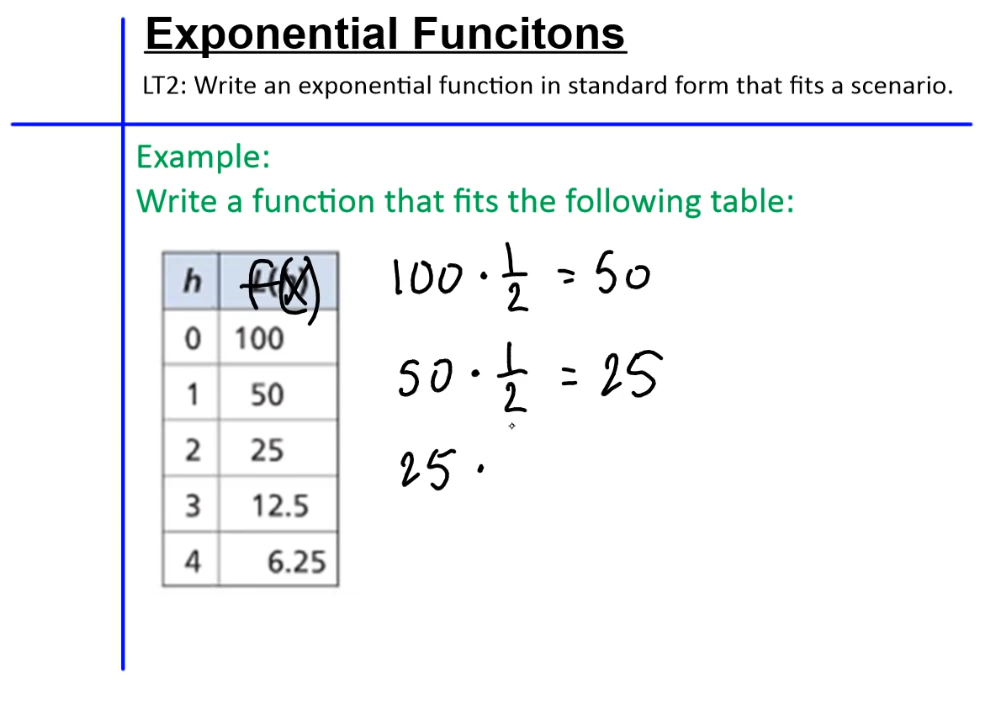 Exponential Funcitons
LT2: Write an exponential function in standard form that fits a scenario.
Example:
Write a function that fits the following table:
h f(x)
0 100
1 50
2 25
3 12.5
4 6.25
100 · 1/2 = 50
50 · 1/2 = 25
25 ·